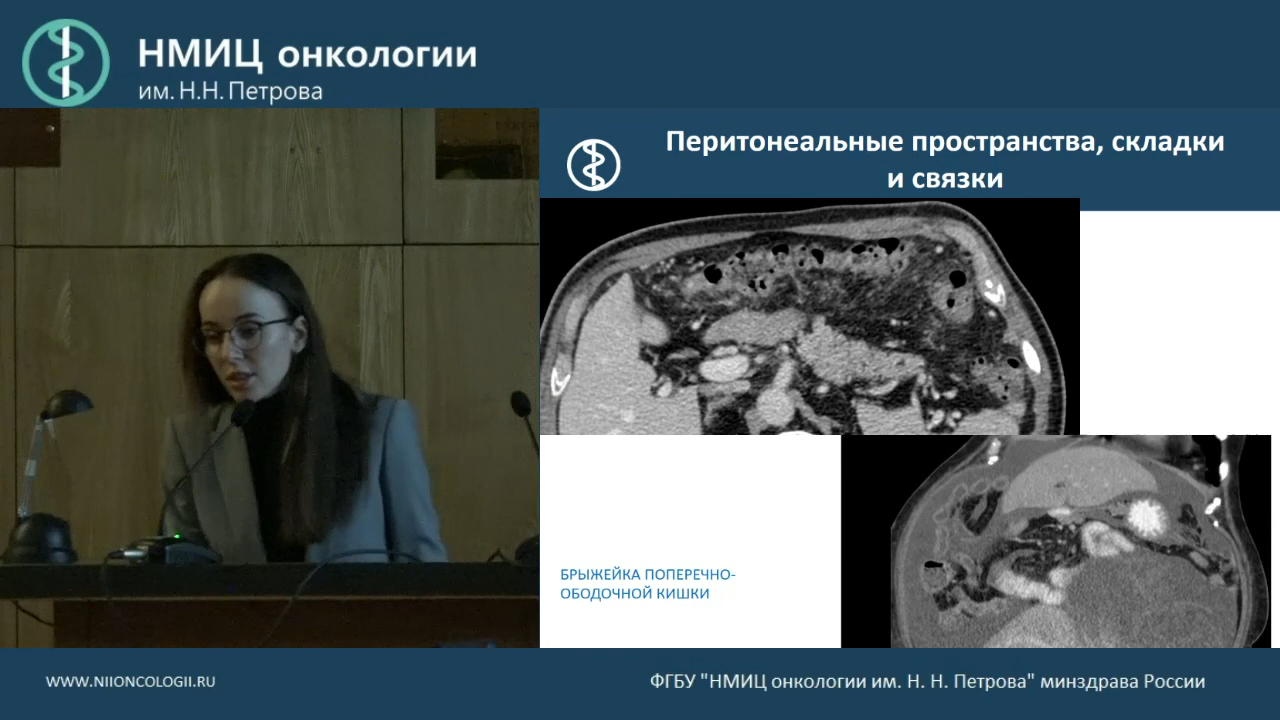 НМИЦ онкологии
им. Н.Н. Петрова
Перитонеальные пространства, складки
и связки
БРЫЖЕЙКА ПОПЕРЕЧНО-
ОБОДОЧНОЙ КИШКИ
WWW.NIIONCOLOGII.RU
ФГБУ "НМИЦ онкологии им. Н. Н. Петрова" минздрава России